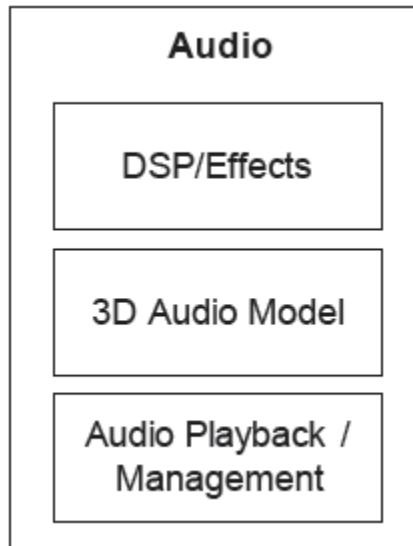 Audio
DSP/Effects
3D Audio Model
Audio Playback /
Management